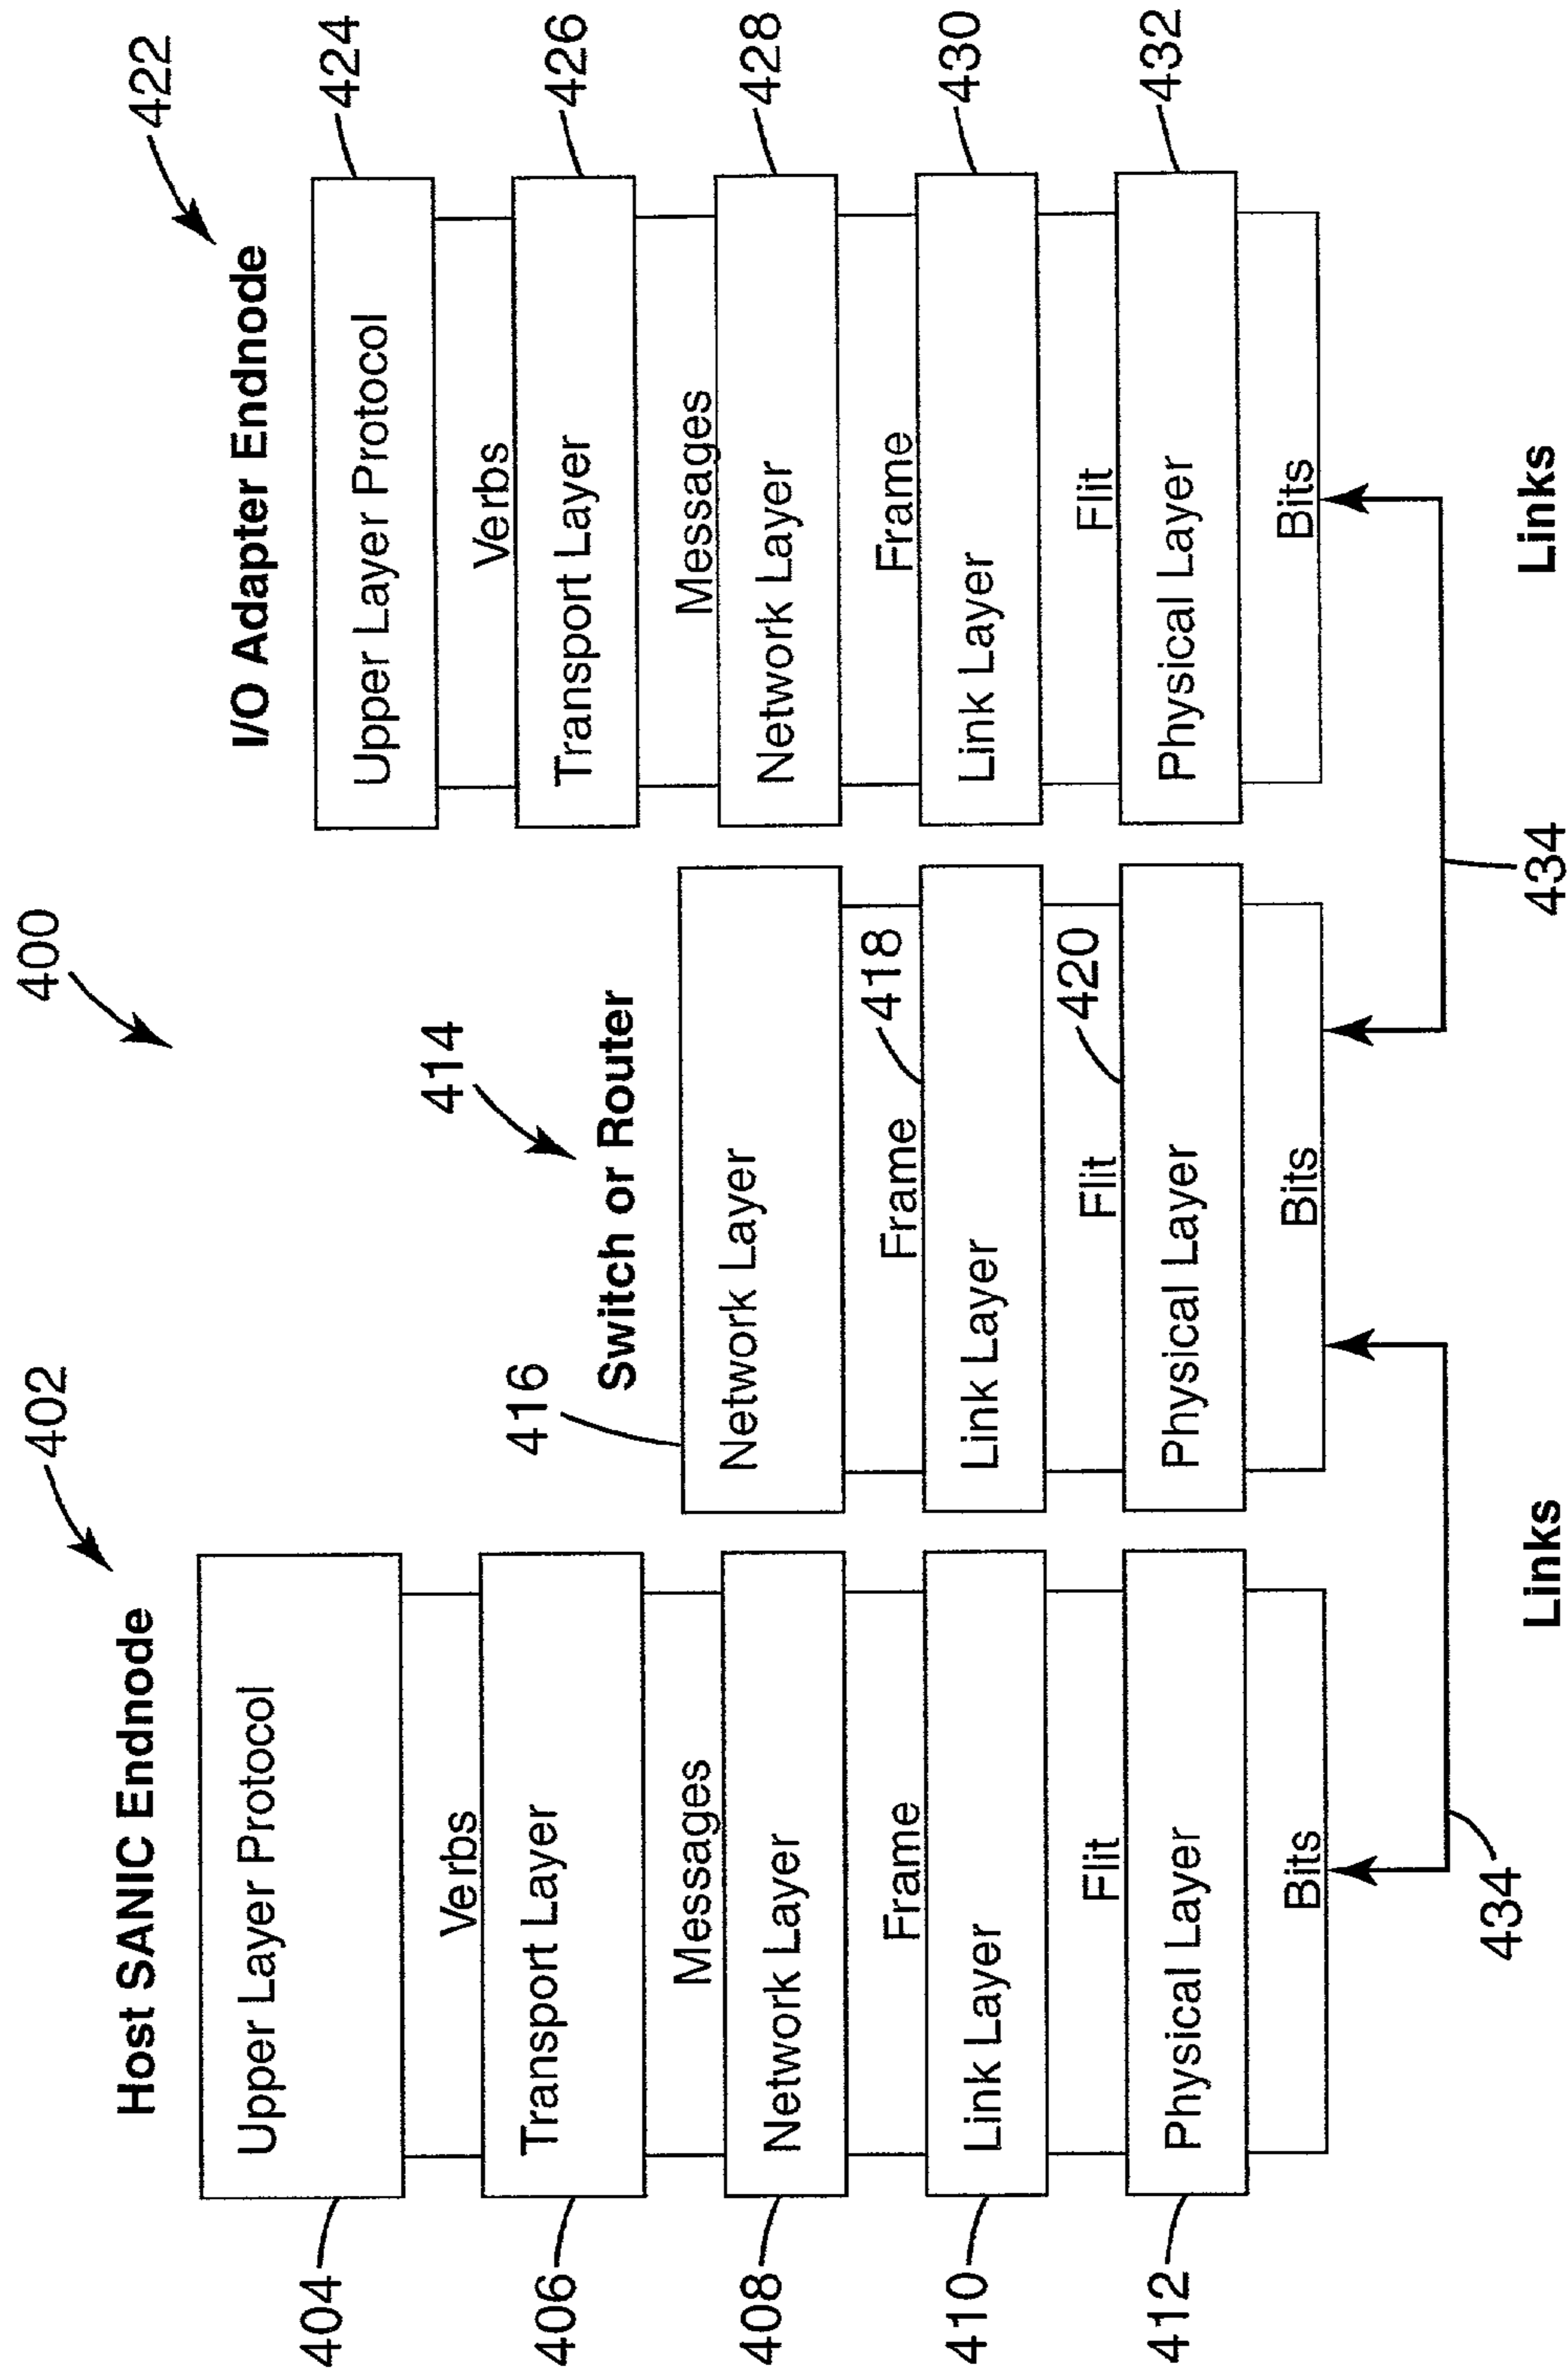 400
402
Host SANIC Endnode
404
Upper Layer Protocol
Verbs
406
Transport Layer
Messages
408
Network Layer
Frame
410
Link Layer
Flit
412
Physical Layer
Bits
414
Switch or Router
416
Network Layer
Frame
418
Link Layer
Flit
420
Physical Layer
Bits
422
I/O Adapter Endnode
Upper Layer Protocol
424
Verbs
Transport Layer
426
Messages
Network Layer
428
Frame
Link Layer
430
Flit
Physical Layer
432
Bits
434
Links
434
Links